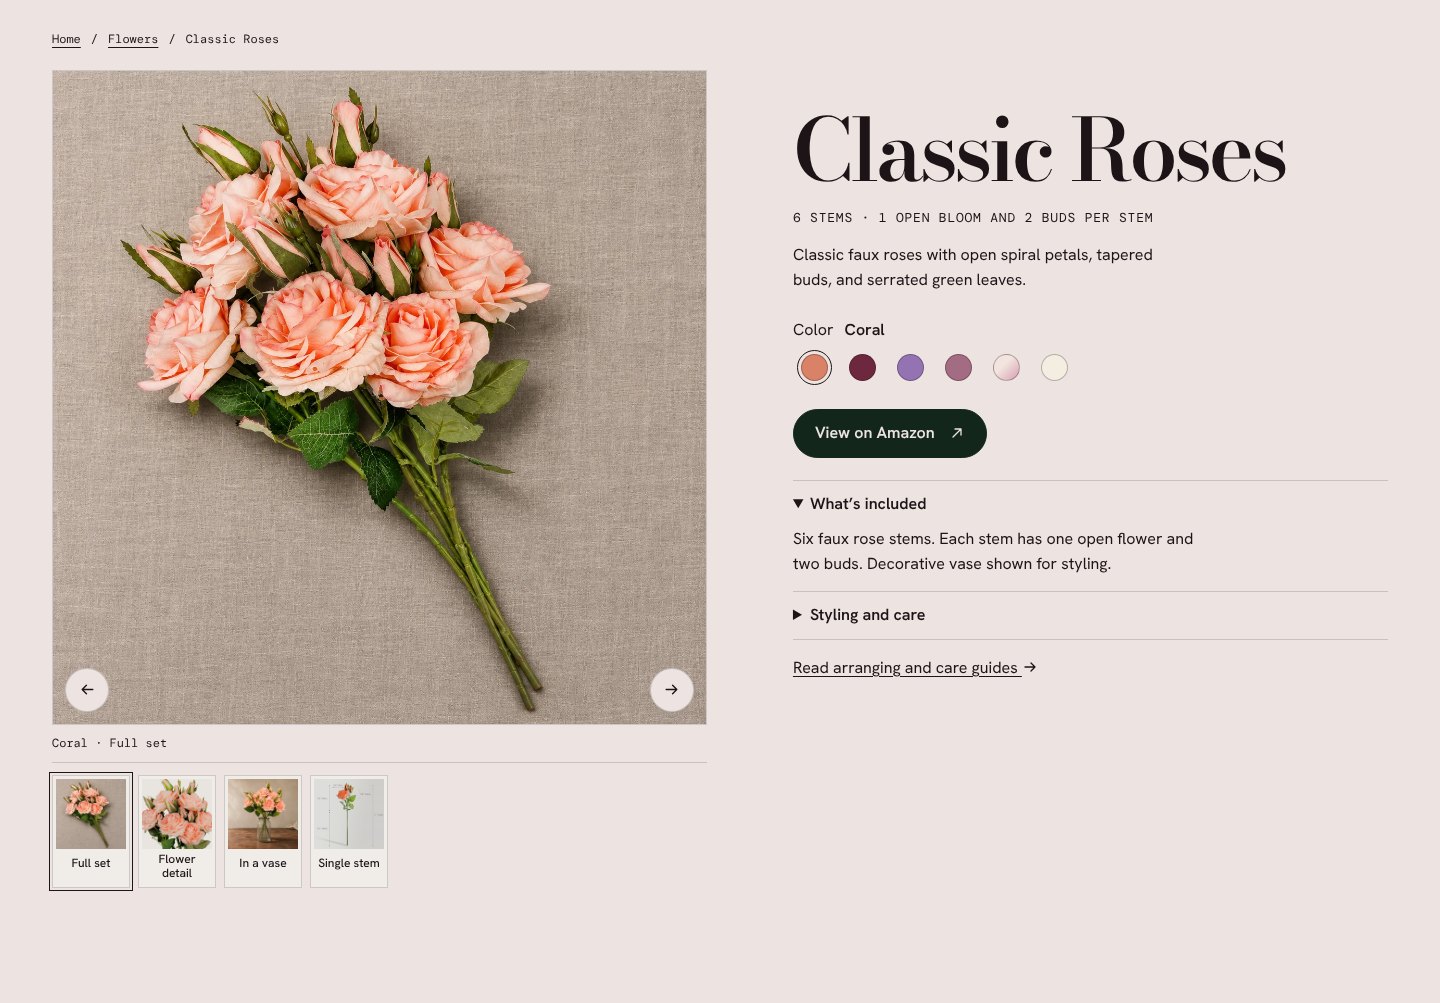 Home / Flowers / Classic Roses
Classic Roses
6 STEMS · 1 OPEN BLOOM AND 2 BUDS PER STEM
Classic faux roses with open spiral petals, tapered
buds, and serrated green leaves.
Color Coral
View on Amazon ↗
▼ What’s included
Six faux rose stems. Each stem has one open flower and
two buds. Decorative vase shown for styling.
▶ Styling and care
Read arranging and care guides →
Coral · Full set
Full set
Flower
detail
In a vase
Single stem